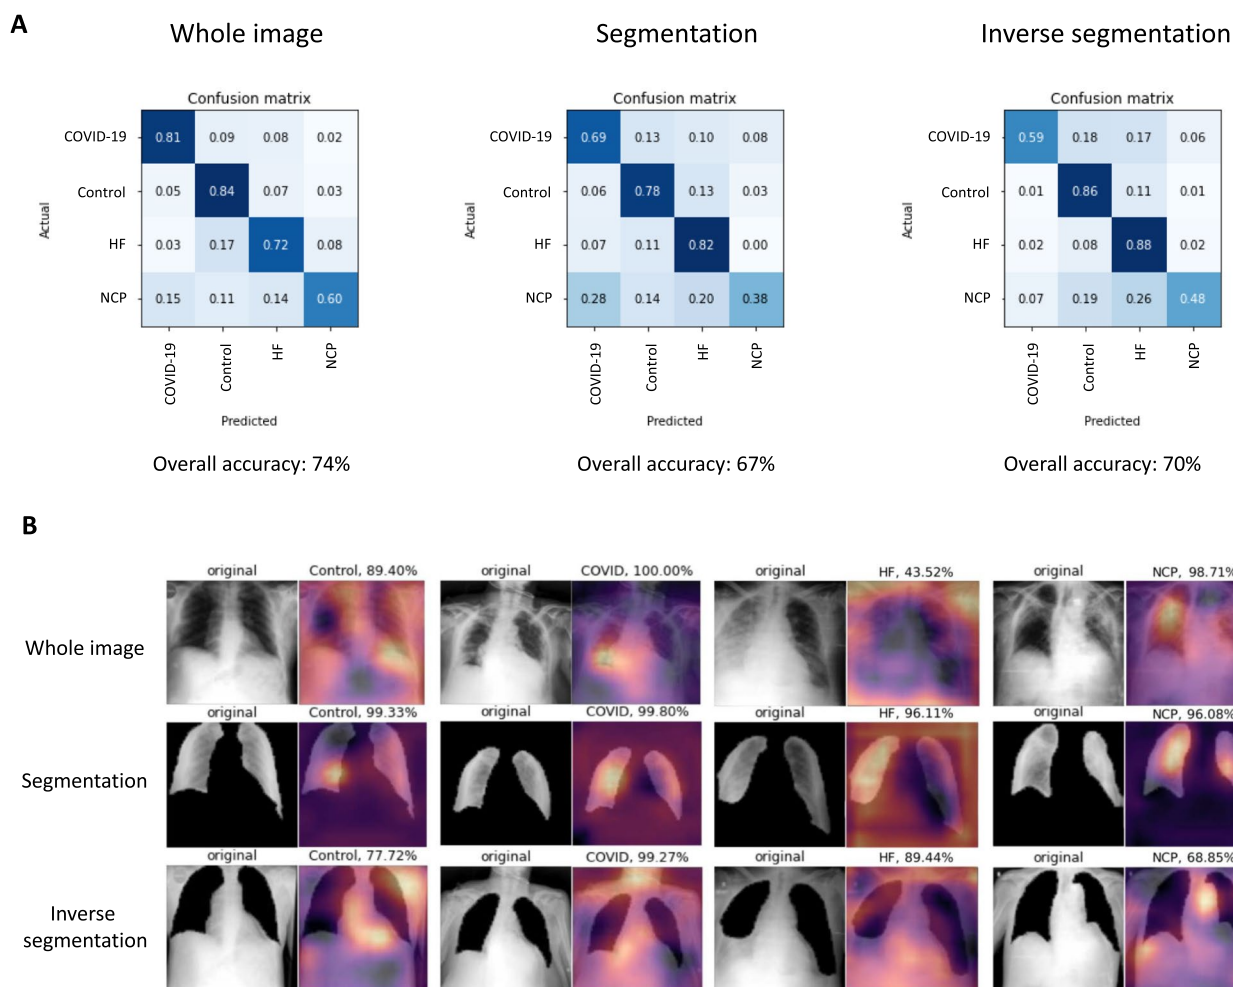 A
Whole image Segmentation Inverse segmentation
Confusion matrix Confusion matrix Confusion matrix
COVID-19 0.81 0.09 0.08 0.02 COVID-19 0.69 0.13 0.10 0.08 COVID-19 0.59 0.18 0.17 0.06
Control 0.05 0.84 0.07 0.03 Control 0.06 0.78 0.13 0.03 Control 0.01 0.86 0.11 0.01
Actual Actual Actual
HF 0.03 0.17 0.72 0.08 HF 0.07 0.11 0.82 0.00 HF 0.02 0.08 0.88 0.02
NCP 0.15 0.11 0.14 0.60 NCP 0.28 0.14 0.20 0.38 NCP 0.07 0.19 0.26 0.48
COVID-19 Control HF NCP COVID-19 Control HF NCP COVID-19 Control HF NCP
Predicted Predicted Predicted
Overall accuracy: 74% Overall accuracy: 67% Overall accuracy: 70%
B
original Control, 89.40% original COVID, 100.00% original HF, 43.52% original NCP, 98.71%
Whole image
original Control, 99.33% original COVID, 99.80% original HF, 96.11% original NCP, 96.08%
Segmentation
original Control, 77.72% original COVID, 99.27% original HF, 89.44% original NCP, 68.85%
Inverse
segmentation